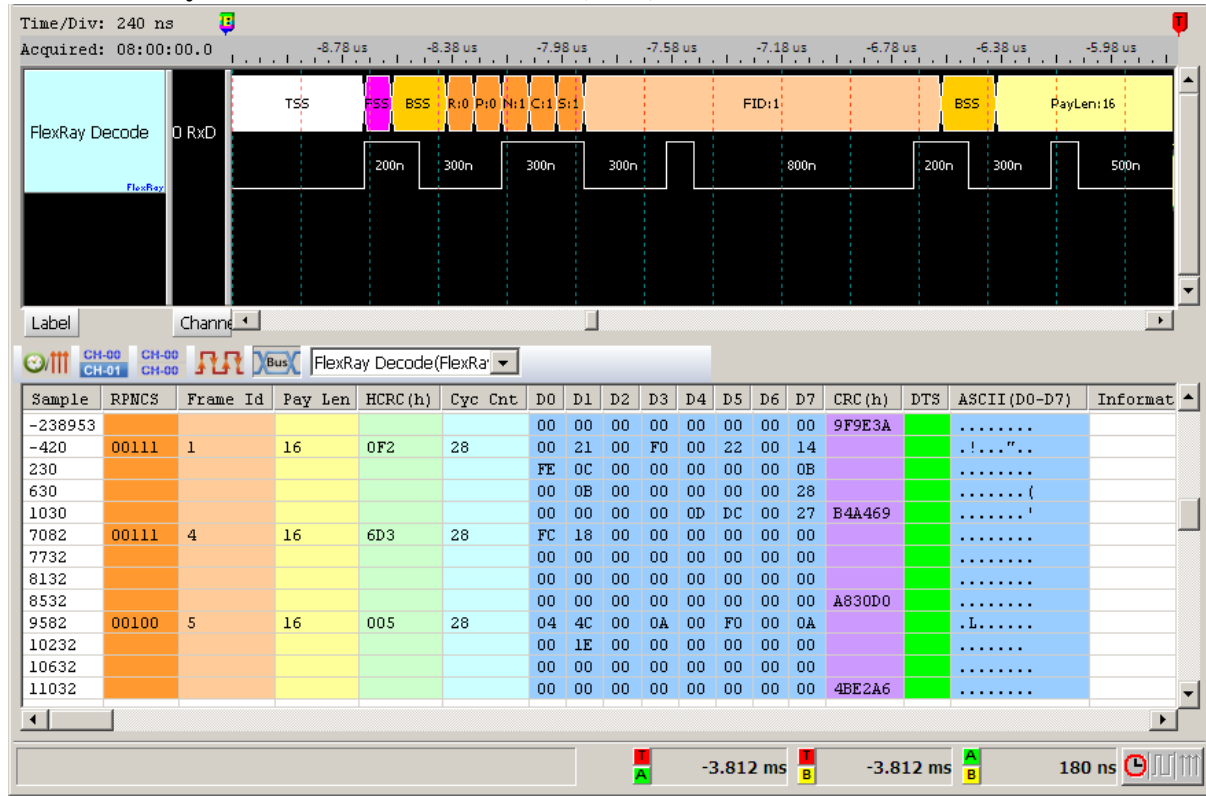 Time/Div: 240 ns
Acquired: 08:00:00.0 -8.78 us -8.38 us -7.98 us -7.58 us -7.18 us -6.78 us -6.38 us -5.98 us
TSS FSS BSS R:0 P:0 N:1 C:1 S:1 FID:1 BSS PayLen:16
FlexRay Decode 0 RxD
200n 300n 300n 300n 800n 200n 300n 500n
FlexRay
Label Channe
CH-00 CH-01 CH-00 CH-00 Bus FlexRay Decode(FlexRa
Sample RPNCS Frame Id Pay Len HCRC(h) Cyc Cnt D0 D1 D2 D3 D4 D5 D6 D7 CRC(h) DTS ASCII(D0-D7) Informat
-238953 00 00 00 00 00 00 00 00 9F9E3A ........
-420 00111 1 16 0F2 28 00 21 00 F0 00 22 00 14 .!...."..
230 FE 0C 00 00 00 00 00 0B ........
630 00 0B 00 00 00 00 00 28 .......(
1030 00 00 00 00 0D DC 00 27 B4A469 .......'
7082 00111 4 16 6D3 28 FC 18 00 00 00 00 00 00 ........
7732 00 00 00 00 00 00 00 00 ........
8132 00 00 00 00 00 00 00 00 ........
8532 00 00 00 00 00 00 00 00 A830D0 ........
9582 00100 5 16 005 28 04 4C 00 0A 00 F0 00 0A .L......
10232 00 1E 00 00 00 00 00 00 .......
10632 00 00 00 00 00 00 00 00 ........
11032 00 00 00 00 00 00 00 00 4BE2A6 ........
T A -3.812 ms T B -3.812 ms A B 180 ns